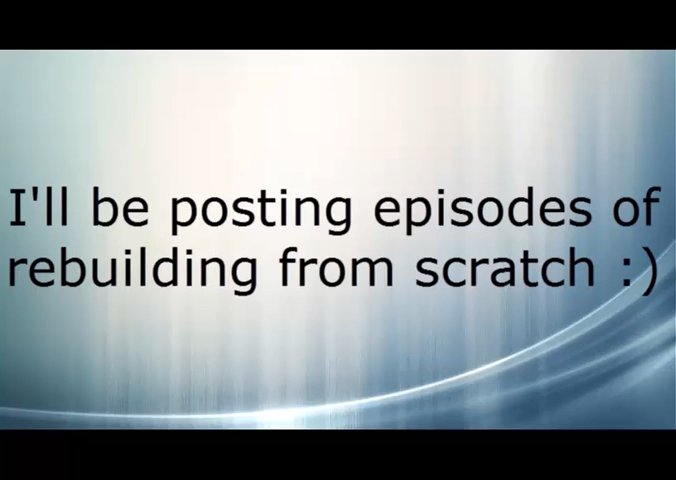 I'll be posting episodes of
rebuilding from scratch :)